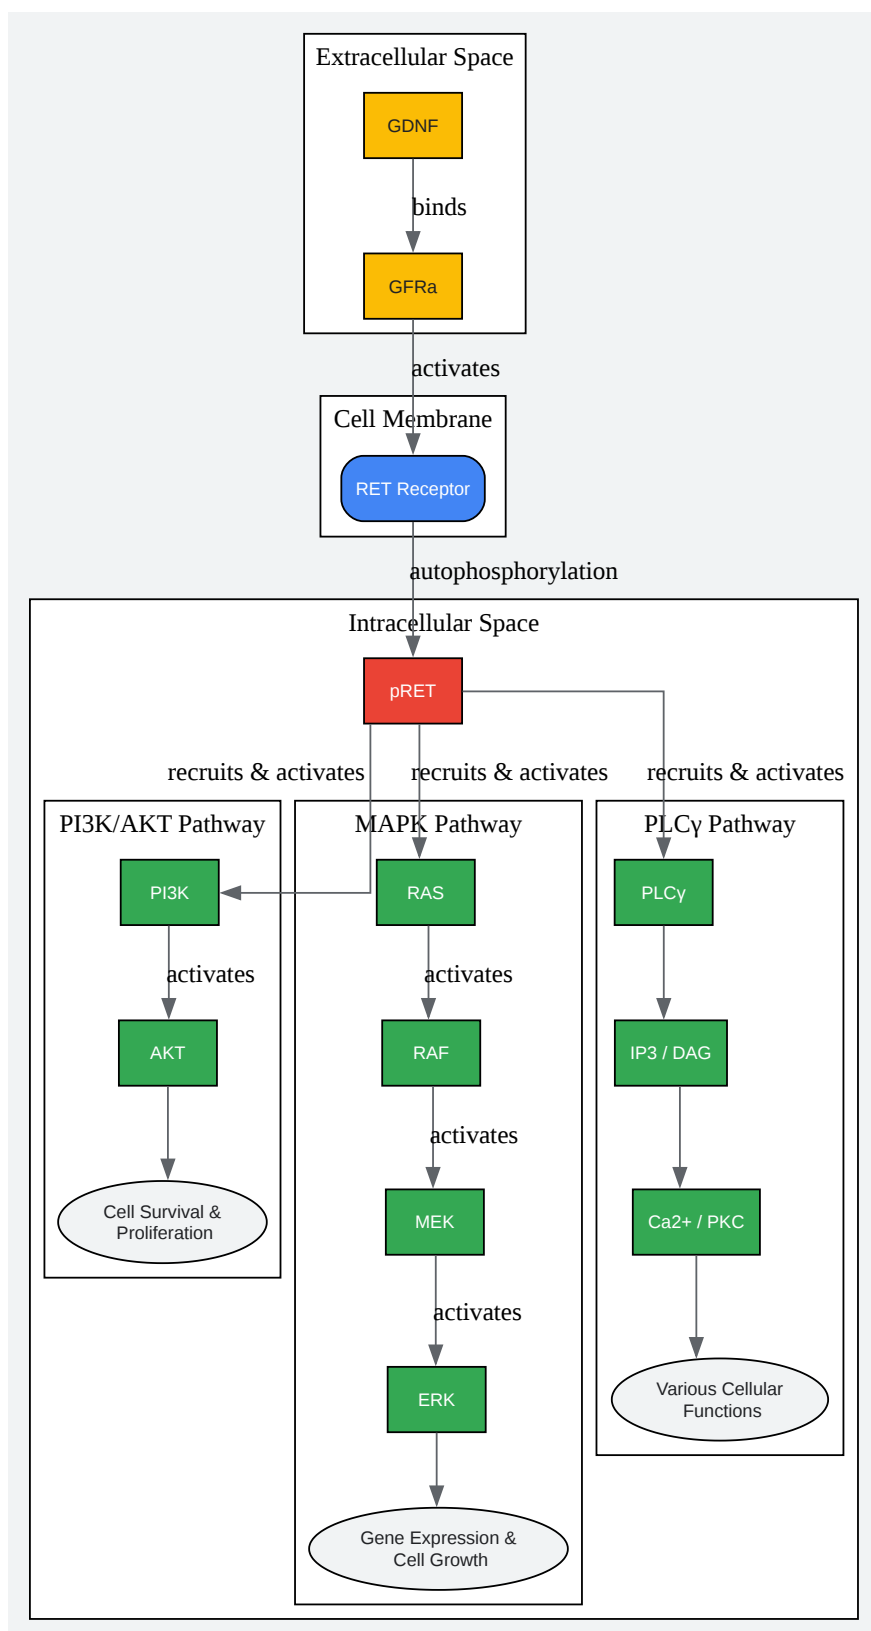 Extracellular Space
GDNF
binds
GFRa
activates
Cell Membrane
RET Receptor
autophosphorylation
Intracellular Space
pRET
recruits & activates
recruits & activates
recruits & activates
PI3K/AKT Pathway
PI3K
activates
AKT
Cell Survival &
Proliferation
MAPK Pathway
RAS
activates
RAF
activates
MEK
activates
ERK
Gene Expression &
Cell Growth
PLCγ Pathway
PLCγ
IP3 / DAG
Ca2+ / PKC
Various Cellular
Functions